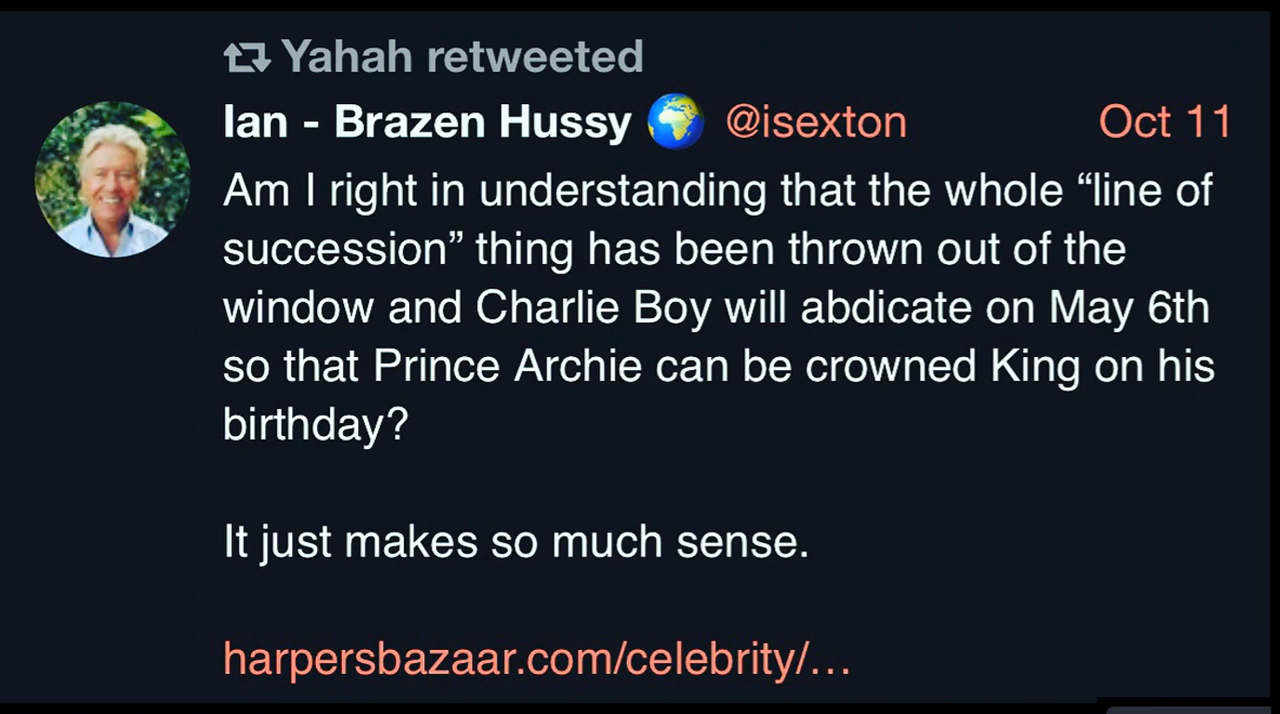 Yahah retweeted
Ian - Brazen Hussy 🌍 @isexton Oct 11
Am I right in understanding that the whole “line of
succession” thing has been thrown out of the
window and Charlie Boy will abdicate on May 6th
so that Prince Archie can be crowned King on his
birthday?
It just makes so much sense.
harpersbazaar.com/celebrity/…